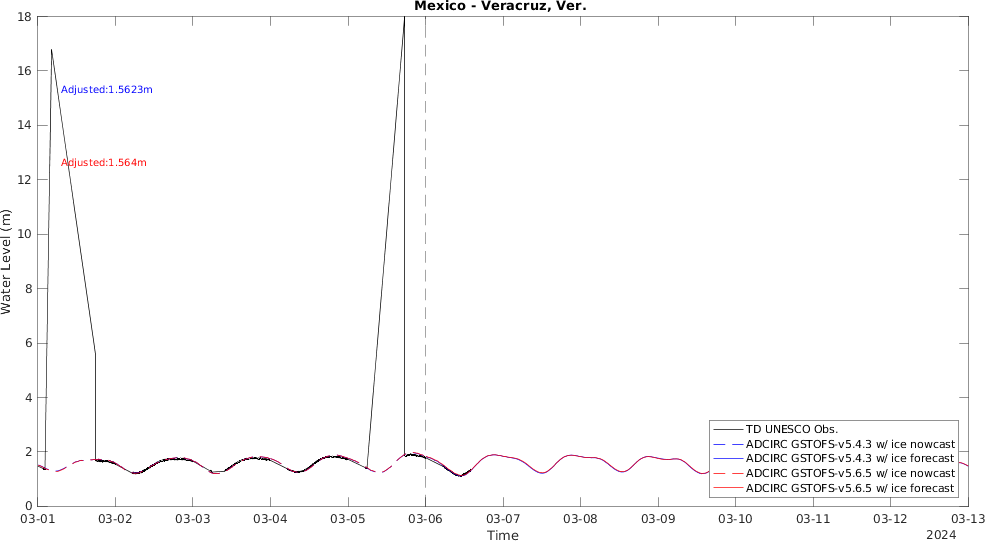 Mexico - Veracruz, Ver.
18
16
14
12
10
8
6
4
2
0
Water Level (m)
Adjusted:1.5623m
Adjusted:1.564m
TD UNESCO Obs.
ADCIRC GSTOFS-v5.4.3 w/ ice nowcast
ADCIRC GSTOFS-v5.4.3 w/ ice forecast
ADCIRC GSTOFS-v5.6.5 w/ ice nowcast
ADCIRC GSTOFS-v5.6.5 w/ ice forecast
03-01 03-02 03-03 03-04 03-05 03-06 03-07 03-08 03-09 03-10 03-11 03-12 03-13
Time
2024